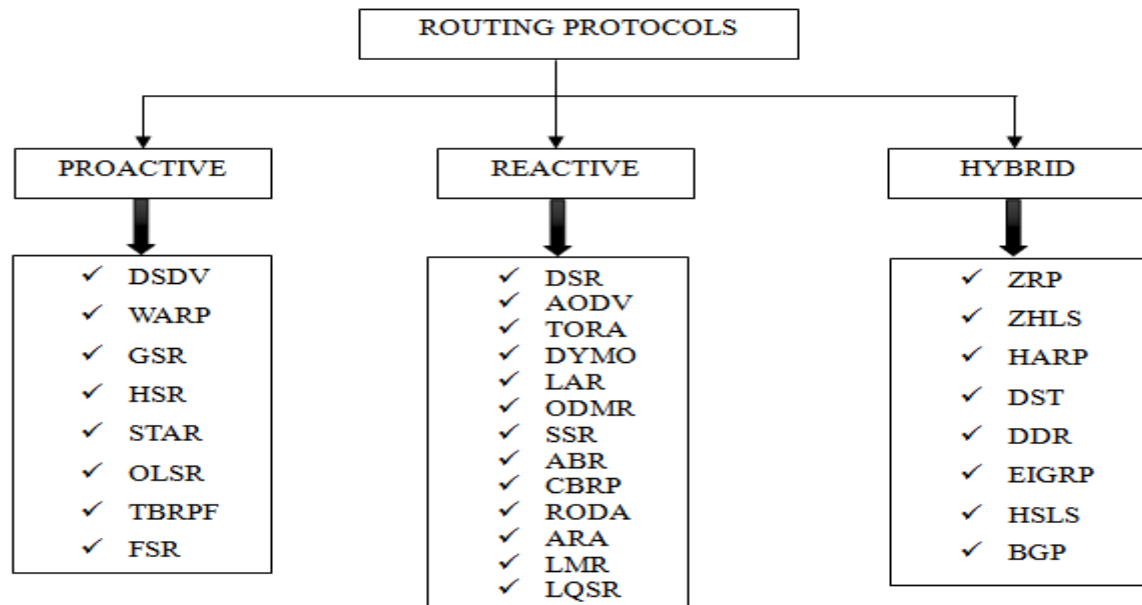 ROUTING PROTOCOLS
PROACTIVE
REACTIVE
HYBRID
✓ DSDV
✓ WARP
✓ GSR
✓ HSR
✓ STAR
✓ OLSR
✓ TBRPF
✓ FSR
✓ DSR
✓ AODV
✓ TORA
✓ DYMO
✓ LAR
✓ ODMR
✓ SSR
✓ ABR
✓ CBRP
✓ RODA
✓ ARA
✓ LMR
✓ LQSR
✓ ZRP
✓ ZHLS
✓ HARP
✓ DST
✓ DDR
✓ EIGRP
✓ HSLS
✓ BGP